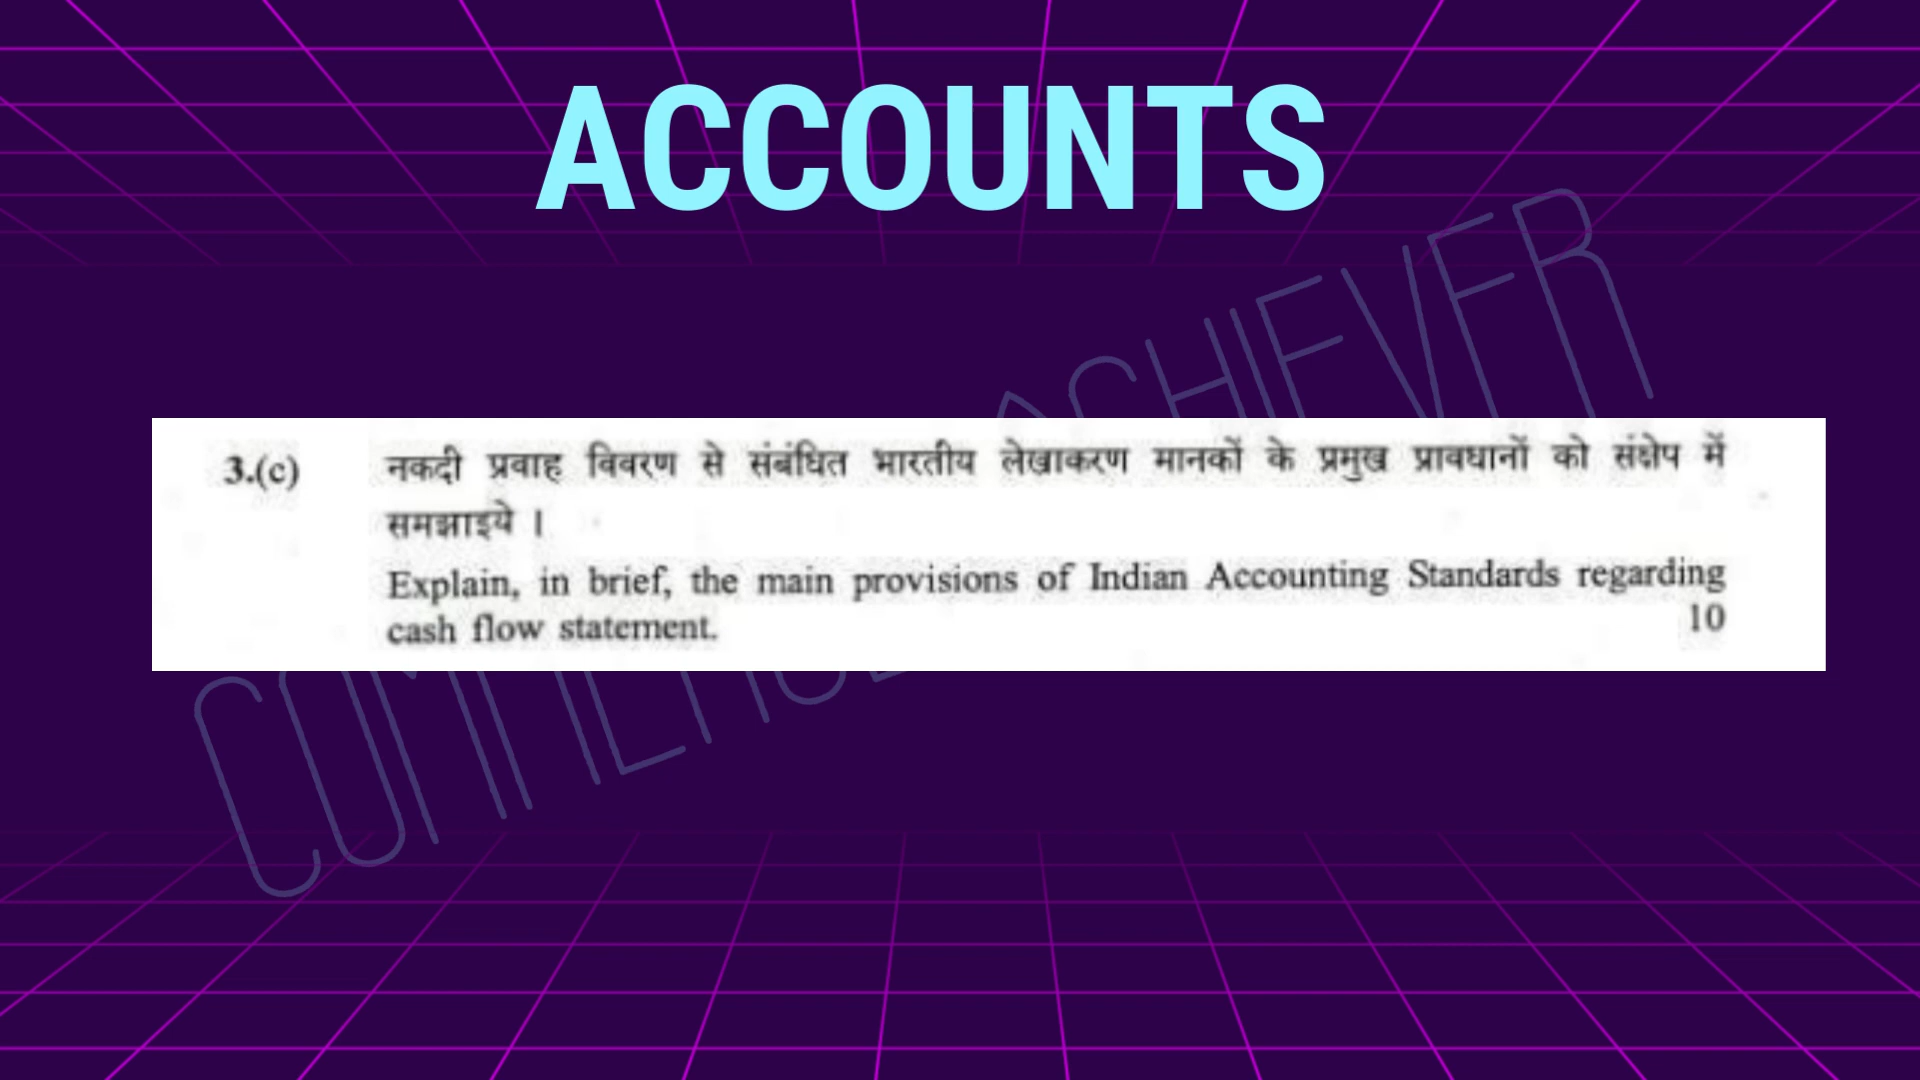 ACCOUNTS
3.(c) नकदी प्रवाह विवरण से संबंधित भारतीय लेखाकरण मानकों के प्रमुख प्रावधानों को संक्षेप में
समझाइये ।
Explain, in brief, the main provisions of Indian Accounting Standards regarding
cash flow statement. 10
ACHIEVER